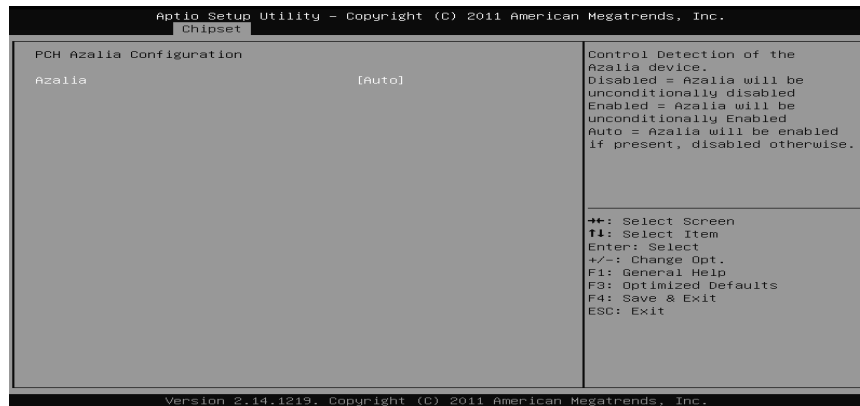 Aptio Setup Utility – Copyright (C) 2011 American Megatrends, Inc.
Chipset
PCH Azalia Configuration
Azalia [Auto]
Control Detection of the
Azalia device.
Disabled = Azalia will be
unconditionally disabled
Enabled = Azalia will be
unconditionally Enabled
Auto = Azalia will be enabled
if present, disabled otherwise.
→←: Select Screen
↑↓: Select Item
Enter: Select
+/-: Change Opt.
F1: General Help
F3: Optimized Defaults
F4: Save & Exit
ESC: Exit
Version 2.14.1219. Copyright (C) 2011 American Megatrends, Inc.